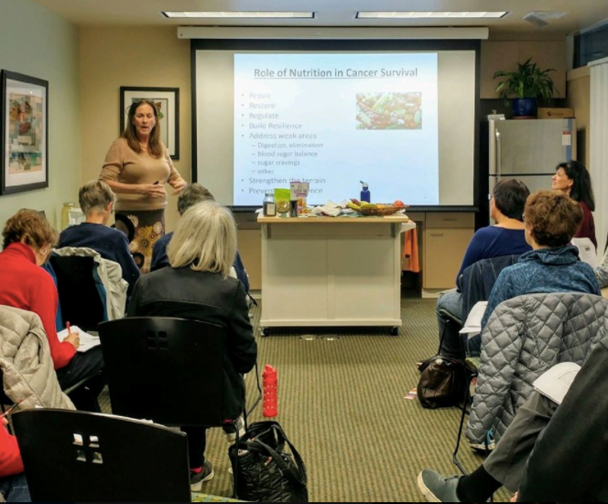 Role of Nutrition in Cancer Survival
• Restore
• Regulate
• Build Resilience
• Address weak areas
– Digestion, elimination
– blood sugar balance
– sugar cravings
– other
• Strengthen the terrain